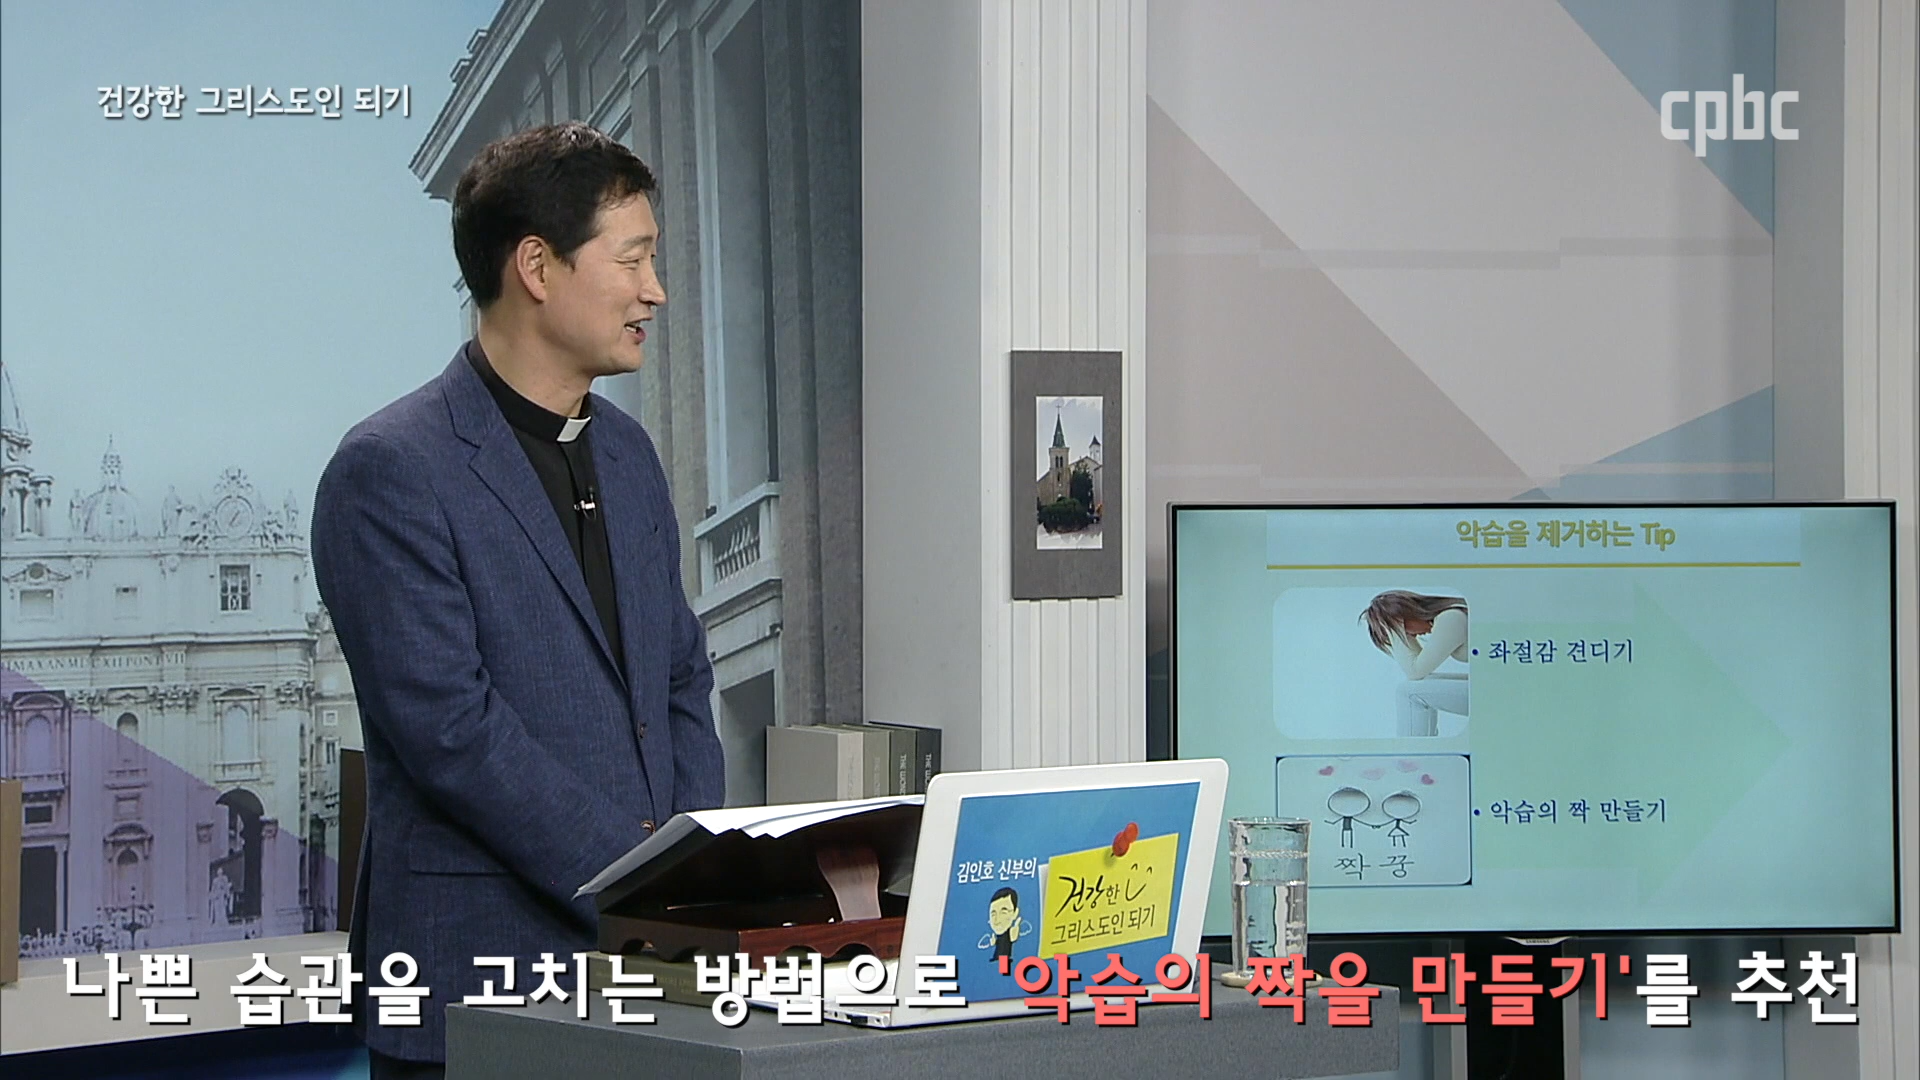 건강한 그리스도인 되기
cpbc
악습을 제거하는 Tip
• 좌절감 견디기
• 악습의 짝 만들기
짝꿍
김인호 신부의
건강한
그리스도인 되기
SAMSUNG
나쁜 습관을 고치는 방법으로 '악습의 짝을 만들기'를 추천